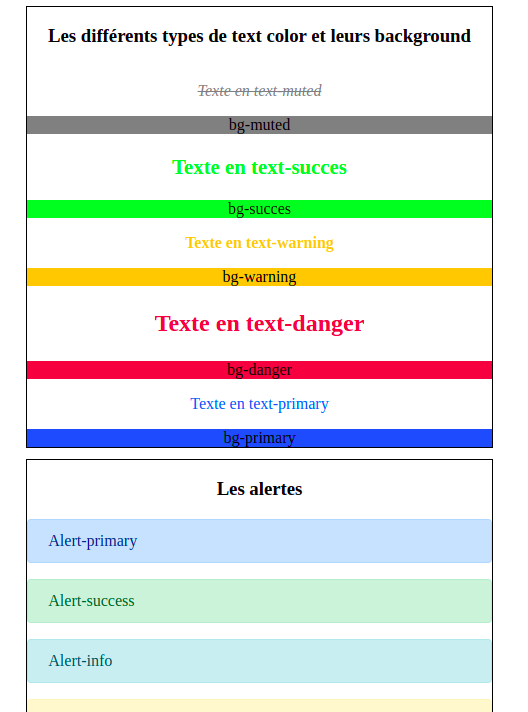 Les différents types de text color et leurs background
Texte en text-muted
bg-muted
Texte en text-succes
bg-succes
Texte en text-warning
bg-warning
Texte en text-danger
bg-danger
Texte en text-primary
bg-primary
Les alertes
Alert-primary
Alert-success
Alert-info